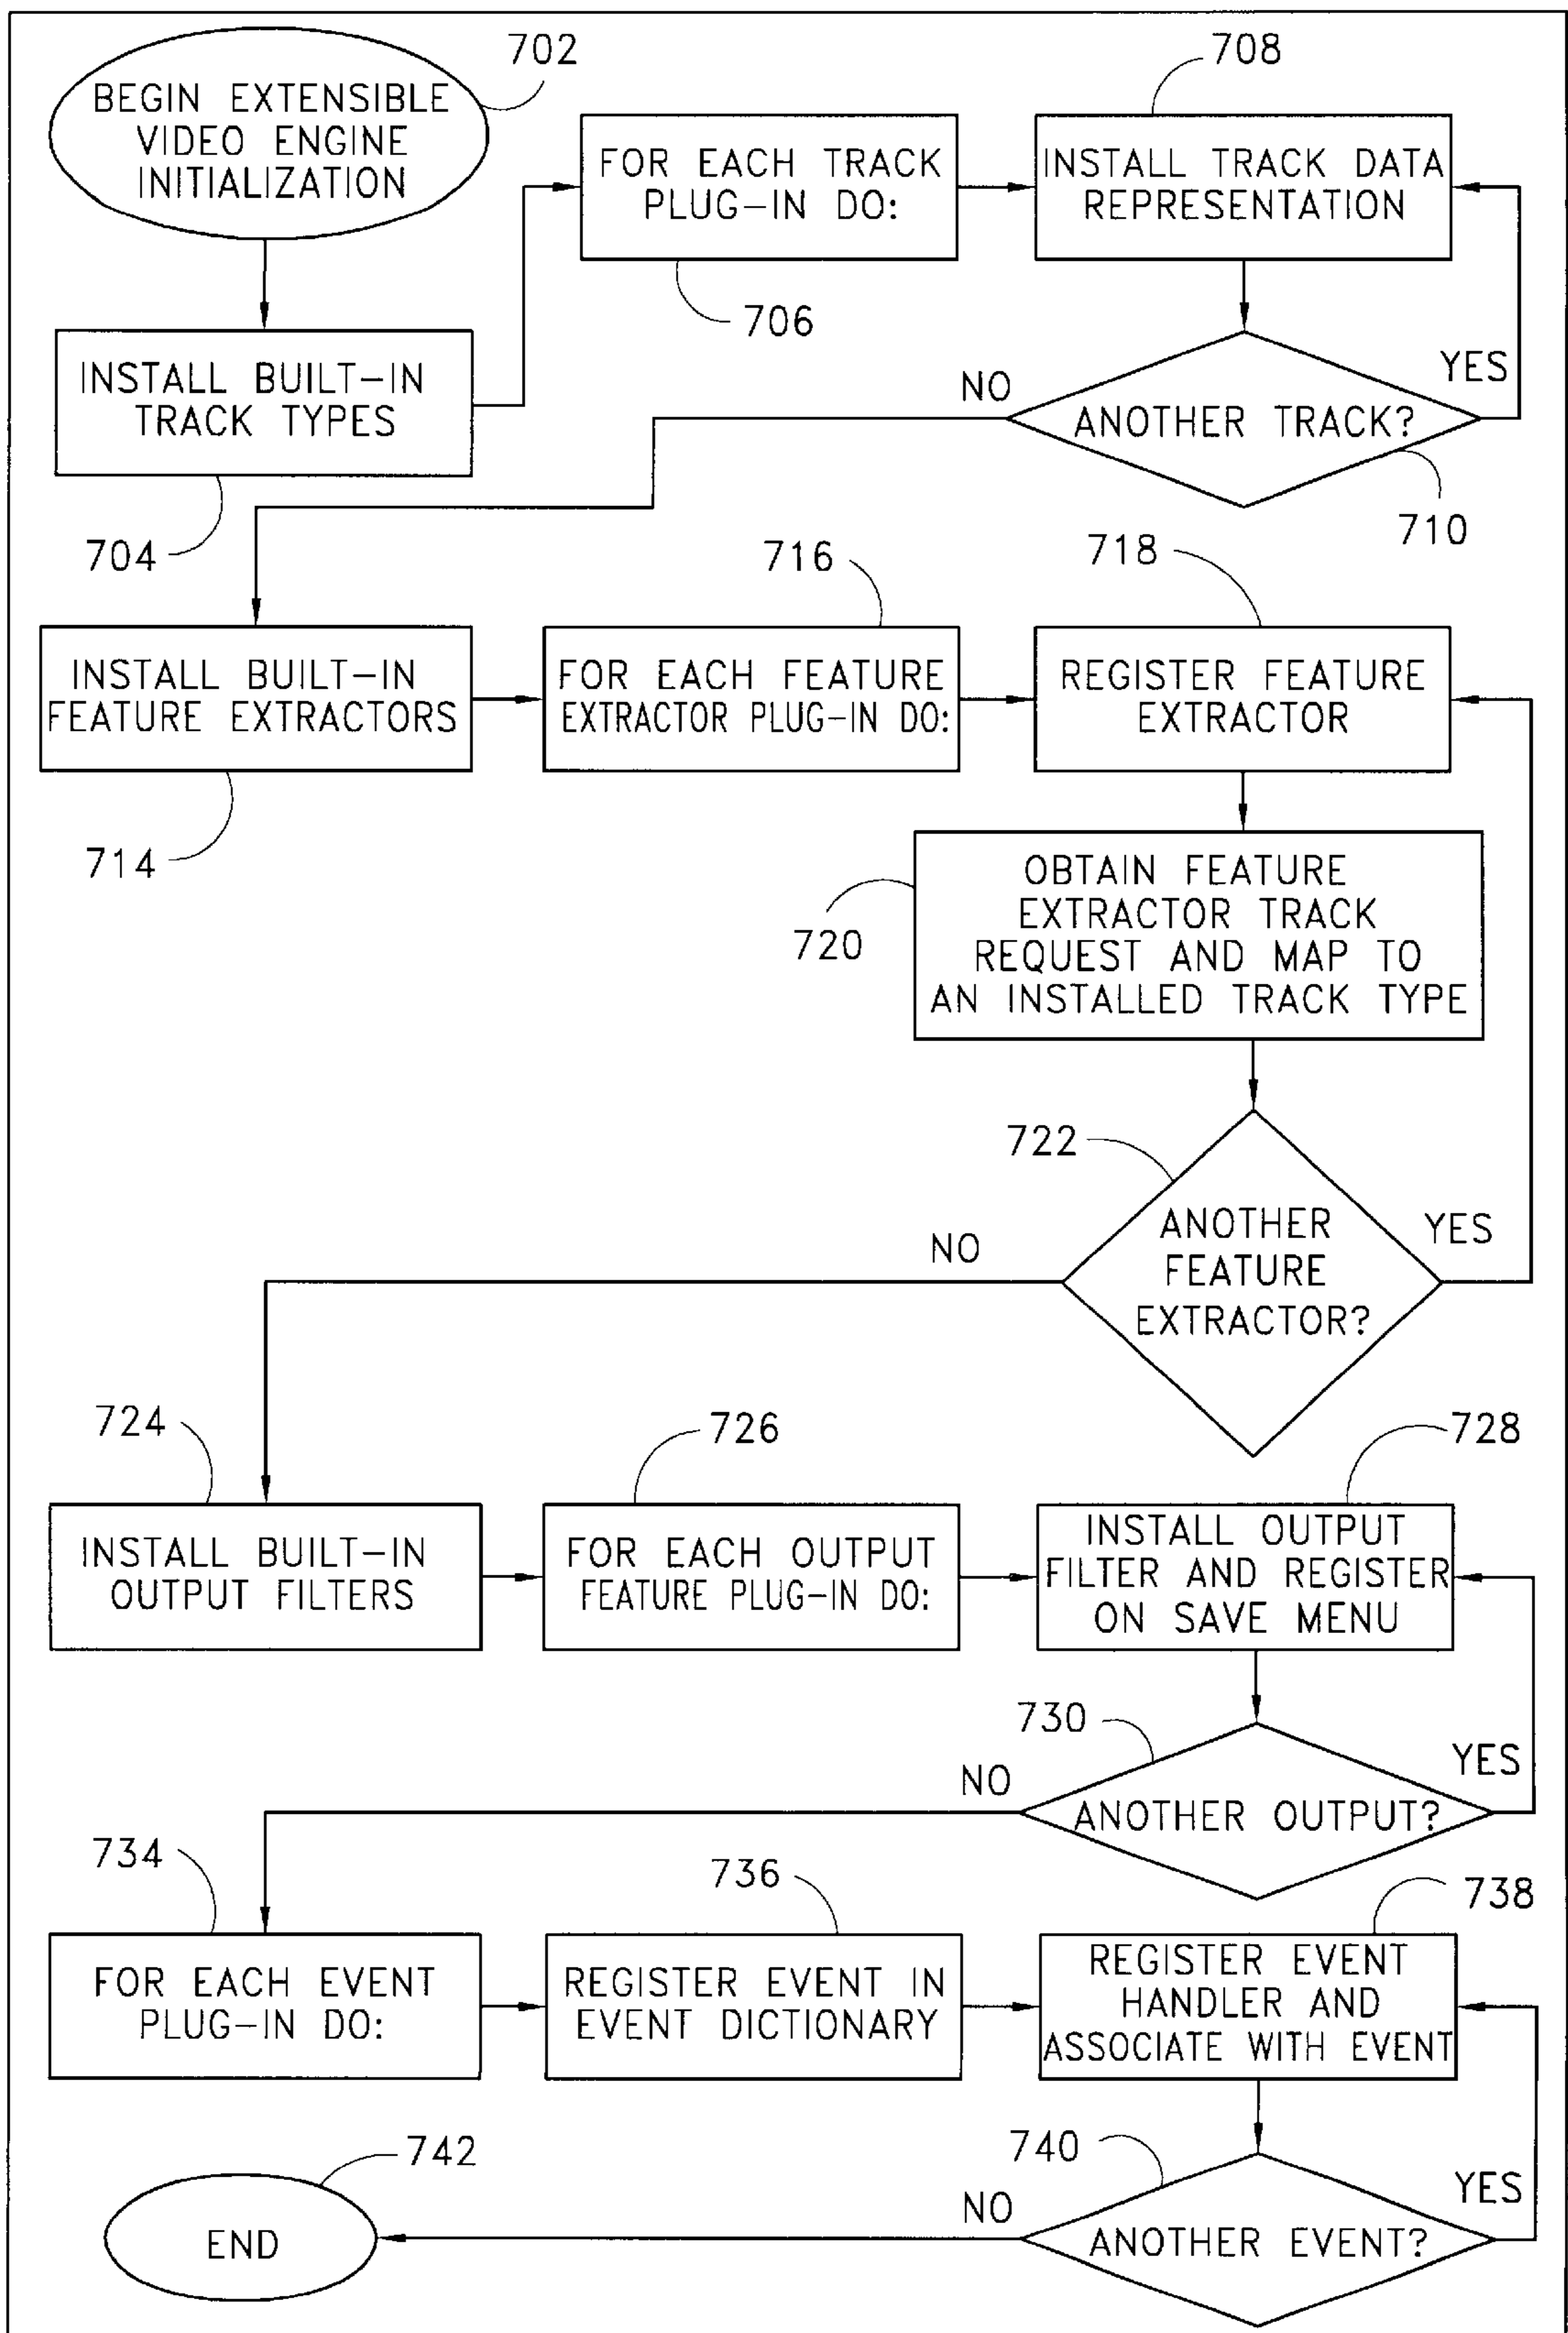 702
BEGIN EXTENSIBLE
VIDEO ENGINE
INITIALIZATION
FOR EACH TRACK
PLUG-IN DO:
706
708
INSTALL TRACK DATA
REPRESENTATION
INSTALL BUILT-IN
TRACK TYPES
704
NO
YES
ANOTHER TRACK?
710
INSTALL BUILT-IN
FEATURE EXTRACTORS
714
716
FOR EACH FEATURE
EXTRACTOR PLUG-IN DO:
718
REGISTER FEATURE
EXTRACTOR
720
OBTAIN FEATURE
EXTRACTOR TRACK
REQUEST AND MAP TO
AN INSTALLED TRACK TYPE
722
NO
YES
ANOTHER
FEATURE
EXTRACTOR?
724
INSTALL BUILT-IN
OUTPUT FILTERS
726
FOR EACH OUTPUT
FEATURE PLUG-IN DO:
728
INSTALL OUTPUT
FILTER AND REGISTER
ON SAVE MENU
730
NO
YES
ANOTHER OUTPUT?
734
FOR EACH EVENT
PLUG-IN DO:
736
REGISTER EVENT IN
EVENT DICTIONARY
738
REGISTER EVENT
HANDLER AND
ASSOCIATE WITH EVENT
740
NO
YES
ANOTHER EVENT?
742
END